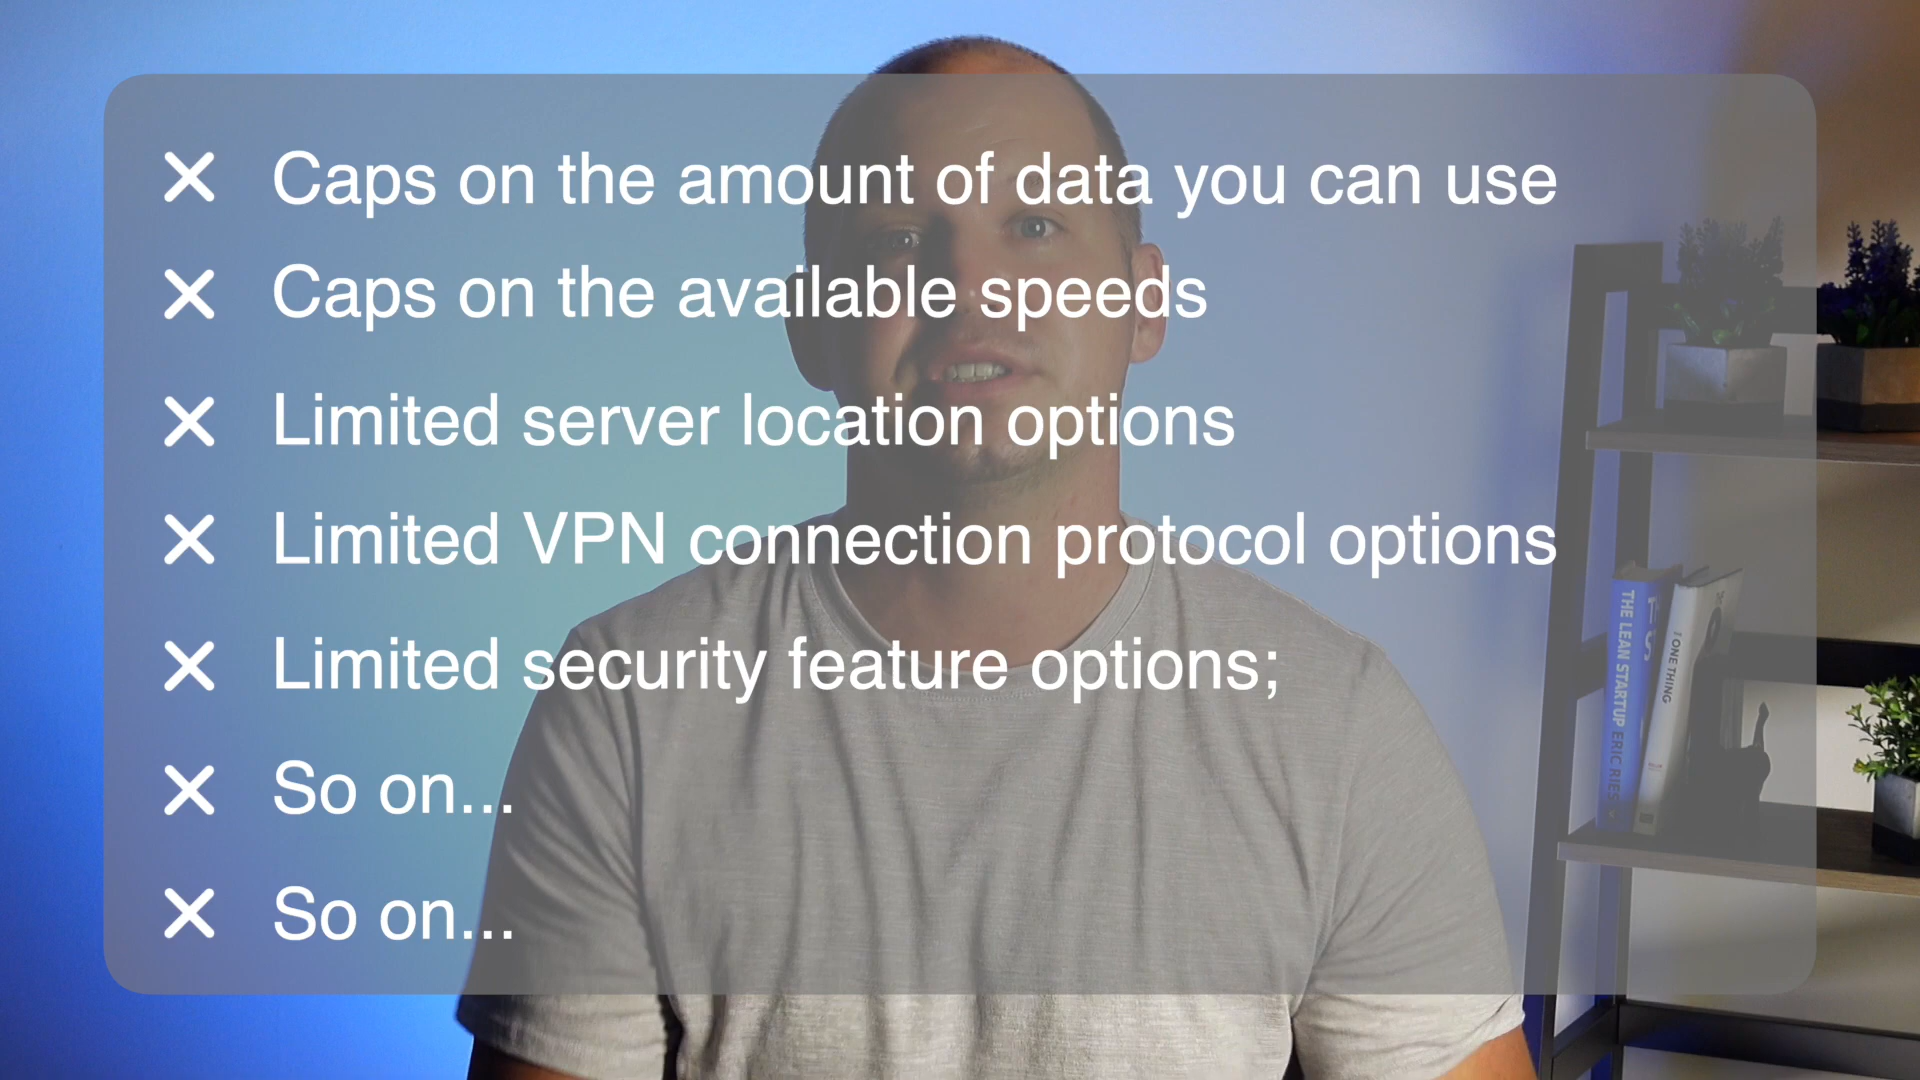 Caps on the amount of data you can use
Caps on the available speeds
Limited server location options
Limited VPN connection protocol options
Limited security feature options;
So on...
So on...
THE LEAN STARTUP ERIC RIES
ONE THING